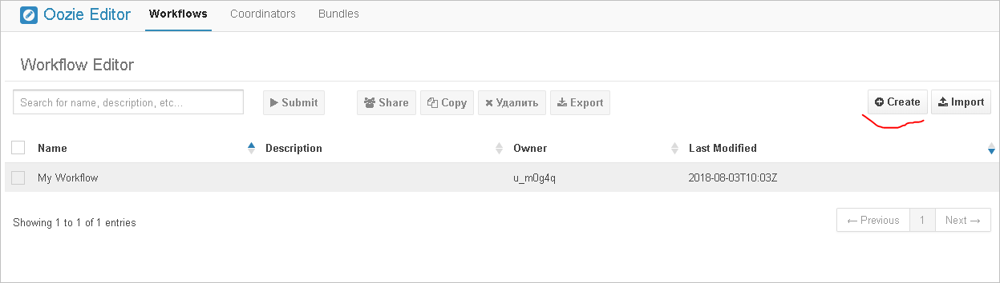 Oozie Editor Workflows Coordinators Bundles
Workflow Editor
Search for name, description, etc... Submit Share Copy Удалить Export Create Import
Name Description Owner Last Modified
My Workflow u_m0g4q 2018-08-03T10:03Z
Showing 1 to 1 of 1 entries ← Previous 1 Next →